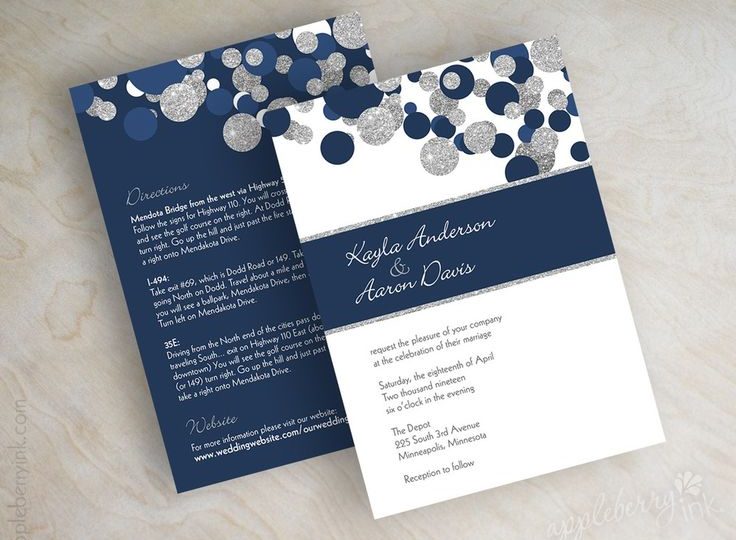 Directions
Mendota Bridge from the west via Highway
Follow the signs for Highway 110. You will cross
and see the golf course on the right. At Dodd
turn right. Go up the hill and just past the fire
a right onto Mendakota Drive.
I-494:
Take exit #69, which is Dodd Road or 149. Take
going North on Dodd. Travel about a mile and
you will see a ballpark, Mendakota Drive, then
Turn left on Mendakota Drive.
35E:
Driving from the North end of the cities pass
traveling South... exit on Highway 110 East
downtown) You will see the golf course on the
(or 149) turn right. Go up the hill and just past
take a right onto Mendakota Drive.
Website
For more information please visit our website:
www.weddingwebsite.com/ourwedding
Kayla Anderson
&
Aaron Davis
request the pleasure of your company
at the celebration of their marriage
Saturday, the eighteenth of April
Two thousand nineteen
six o'clock in the evening
The Depot
225 South 3rd Avenue
Minneapolis, Minnesota
Reception to follow
appleberryink
appleberryink.com